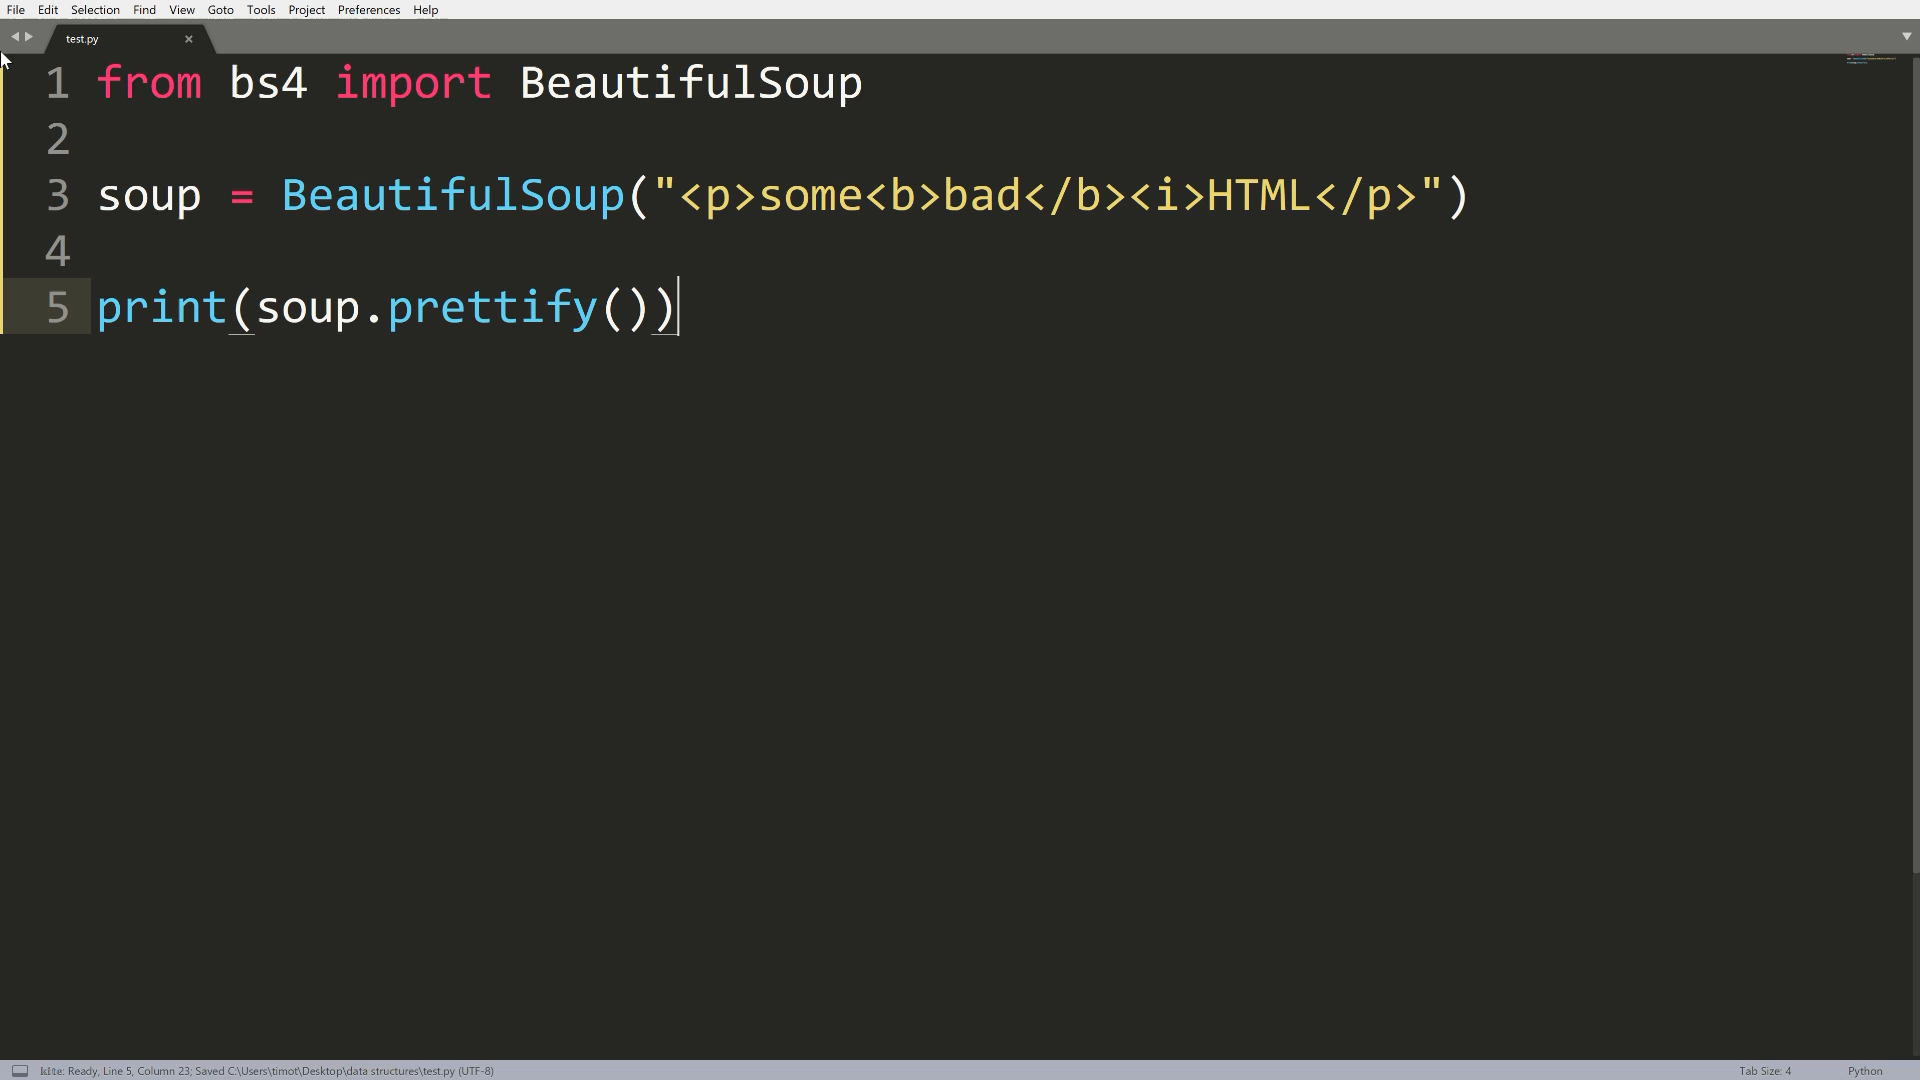 File Edit Selection Find View Goto Tools Project Preferences Help
test.py
1 from bs4 import BeautifulSoup
2
3 soup = BeautifulSoup("<p>some<b>bad</b><i>HTML</p>")
4
5 print(soup.prettify())
kite: Ready, Line 5, Column 23; Saved C:\Users\timot\Desktop\data structures\test.py (UTF-8) Tab Size: 4 Python